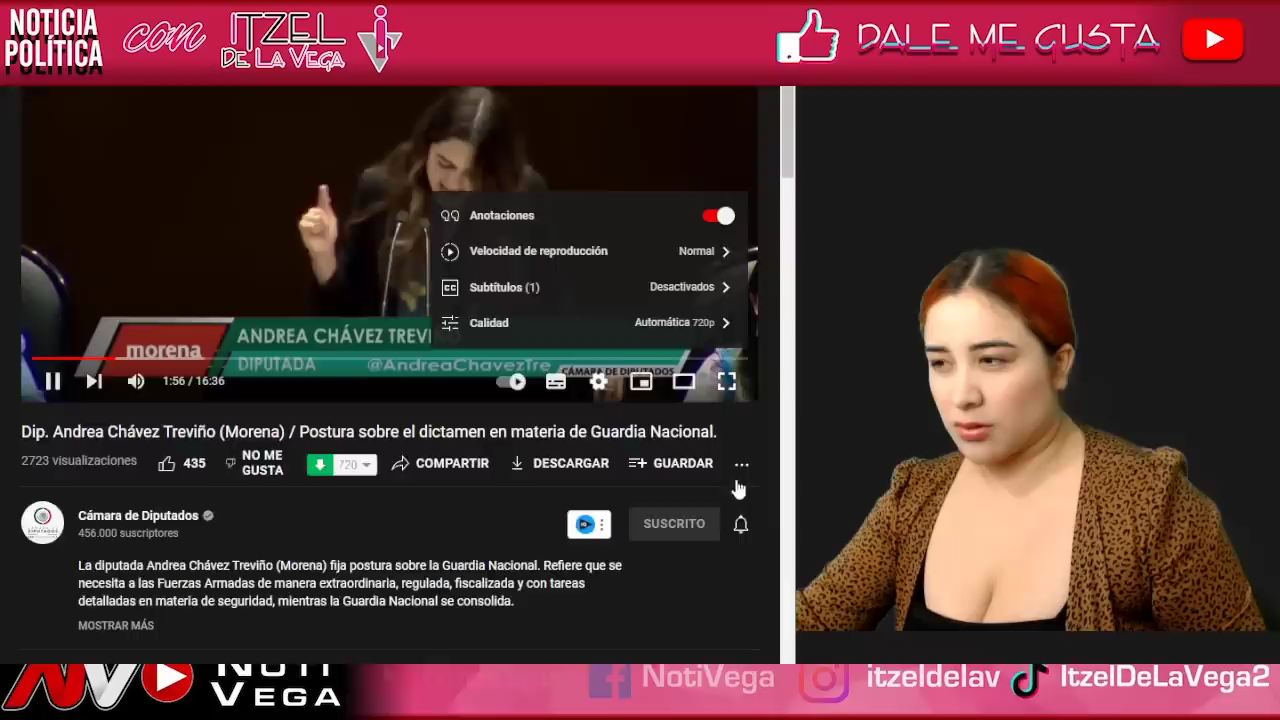 NOTICIA
POLÍTICA
con
ITZEL
DE LA VEGA
DALE ME GUSTA
Anotaciones
Velocidad de reproducción Normal
Subtítulos (1) Desactivados
Calidad Automática 720p
morena
ANDREA CHÁVEZ TREVI
DIPUTADA @AndreaChavezTre
CÁMARA DE DIPUTADOS
1:56 / 16:36
Dip. Andrea Chávez Treviño (Morena) / Postura sobre el dictamen en materia de Guardia Nacional.
2723 visualizaciones 435 NO ME GUSTA 720 COMPARTIR DESCARGAR GUARDAR ...
Cámara de Diputados
456.000 suscriptores
SUSCRITO
La diputada Andrea Chávez Treviño (Morena) fija postura sobre la Guardia Nacional. Refiere que se
necesita a las Fuerzas Armadas de manera extraordinaria, regulada, fiscalizada y con tareas
detalladas en materia de seguridad, mientras la Guardia Nacional se consolida.
MOSTRAR MÁS
NV NOTI
VEGA
NotiVega itzeldelav ItzelDeLaVega2